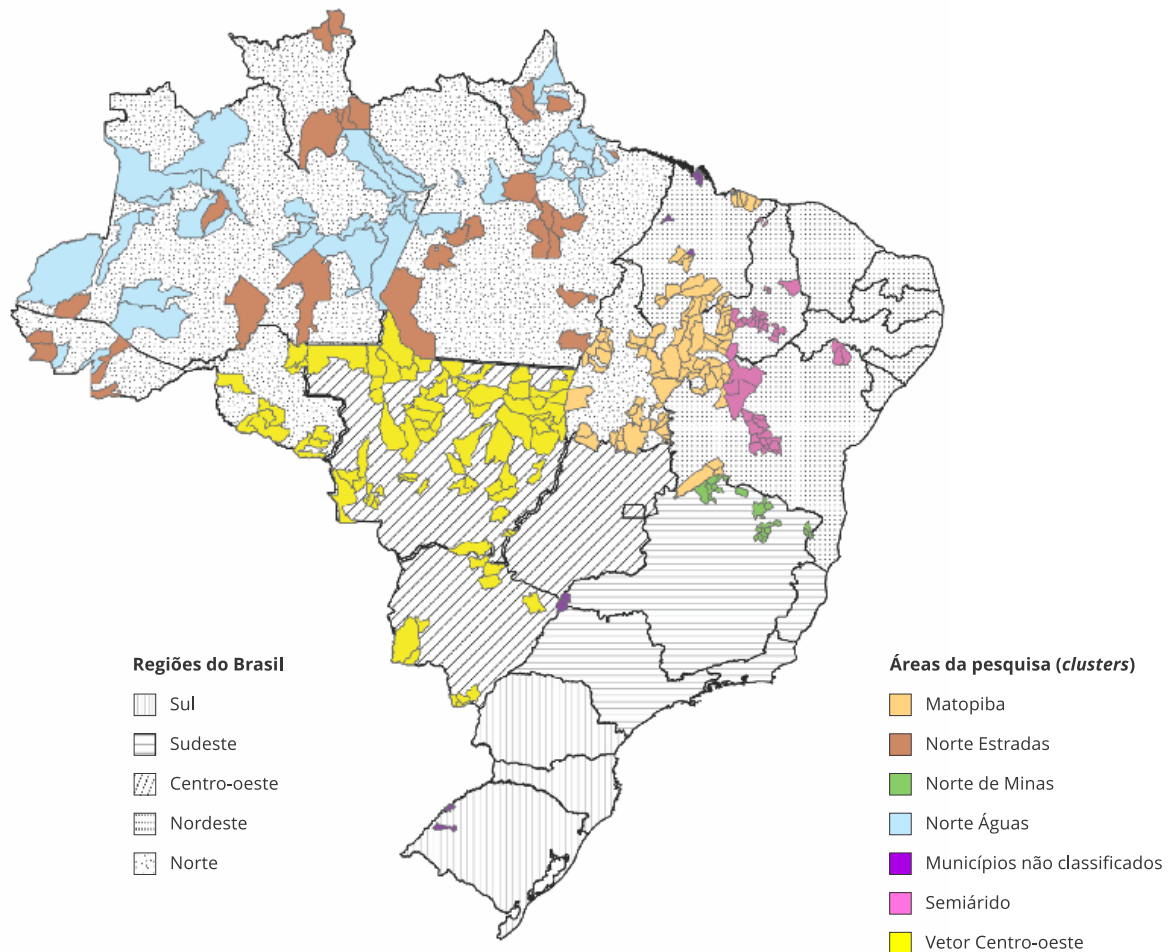 Regiões do Brasil
Sul
Sudeste
Centro-oeste
Nordeste
Norte
Áreas da pesquisa (clusters)
Matopiba
Norte Estradas
Norte de Minas
Norte Águas
Municípios não classificados
Semiárido
Vetor Centro-oeste